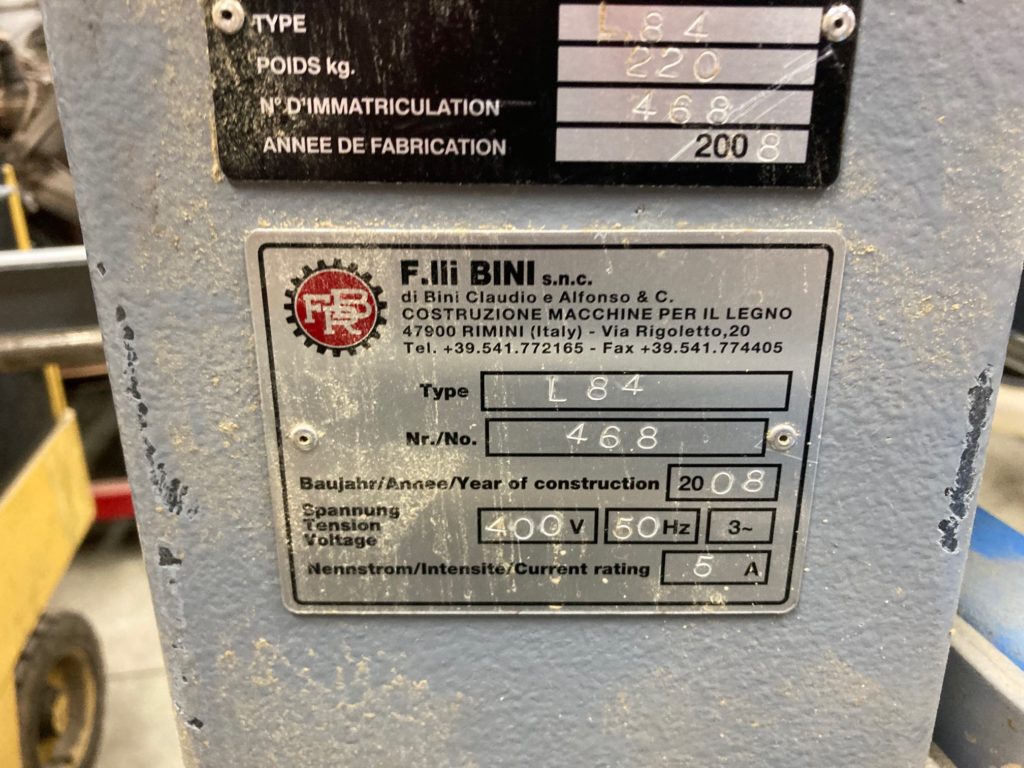 TYPE L 84
POIDS kg. 220
N° D'IMMATRICULATION 468
ANNEE DE FABRICATION 2008
F.lli BINI s.n.c.
di Bini Claudio e Alfonso & C.
COSTRUZIONE MACCHINE PER IL LEGNO
47900 RIMINI (Italy) - Via Rigoletto,20
Tel. +39.541.772165 - Fax +39.541.774405
Type L 84
Nr./No. 468
Baujahr/Annee/Year of construction 2008
Spannung
Tension 400 V 50 Hz 3~
Voltage
Nennstrom/Intensité/Current rating 5 A